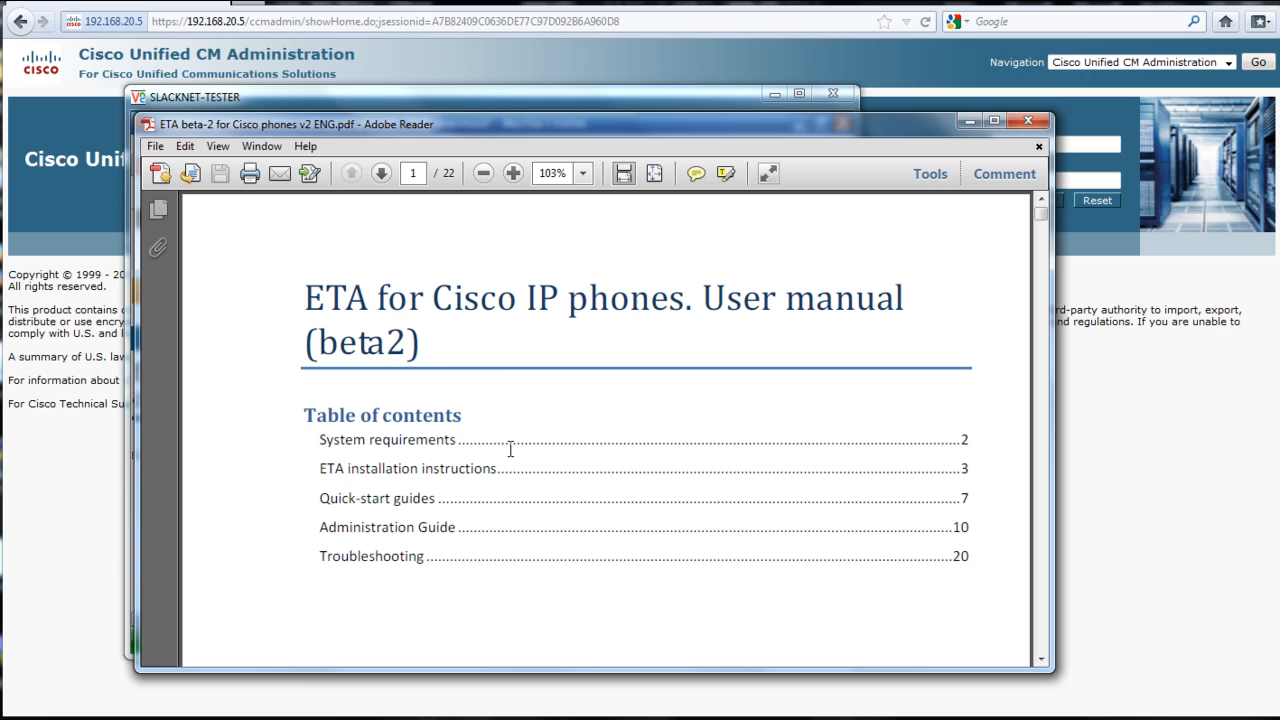 192.168.20.5 https://192.168.20.5/ccmadmin/showHome.do;jsessionid=A7B82409C0636DE77C97D092B6A960D8 Google
CISCO
Cisco Unified CM Administration
For Cisco Unified Communications Solutions
Navigation Cisco Unified CM Administration Go
SLACKNET-TESTER
ETA beta-2 for Cisco phones v2 ENG.pdf - Adobe Reader
File Edit View Window Help
1 / 22 103% Tools Comment
Cisco Unif
Reset
ETA for Cisco IP phones. User manual
(beta2)
Table of contents
System requirements ........ 2
ETA installation instructions........ 3
Quick-start guides ........ 7
Administration Guide ........ 10
Troubleshooting ........ 20
Copyright © 1999 - 20
All rights reserved.
This product contains rd-party authority to import, export,
distribute or use encry nd regulations. If you are unable to
comply with U.S. and l
A summary of U.S. law
For information about
For Cisco Technical Su